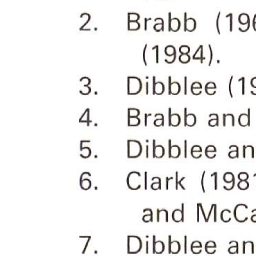 2. Brabb (196
(1984).
3. Dibblee (19
4. Brabb and
5. Dibblee an
6. Clark (1981
and McCa
7. Dibblee an